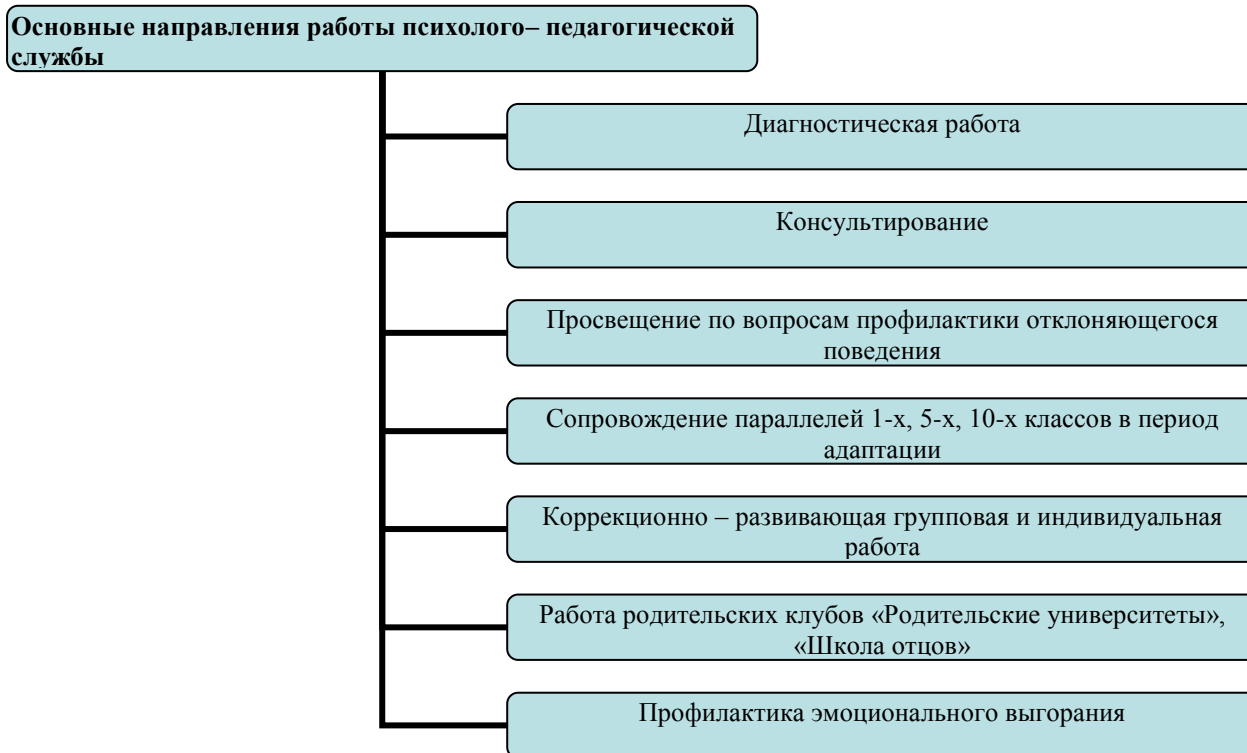 Основные направления работы психолого– педагогической
службы
Диагностическая работа
Консультирование
Просвещение по вопросам профилактики отклоняющегося
поведения
Сопровождение параллелей 1-х, 5-х, 10-х классов в период
адаптации
Коррекционно – развивающая групповая и индивидуальная
работа
Работа родительских клубов «Родительские университеты»,
«Школа отцов»
Профилактика эмоционального выгорания